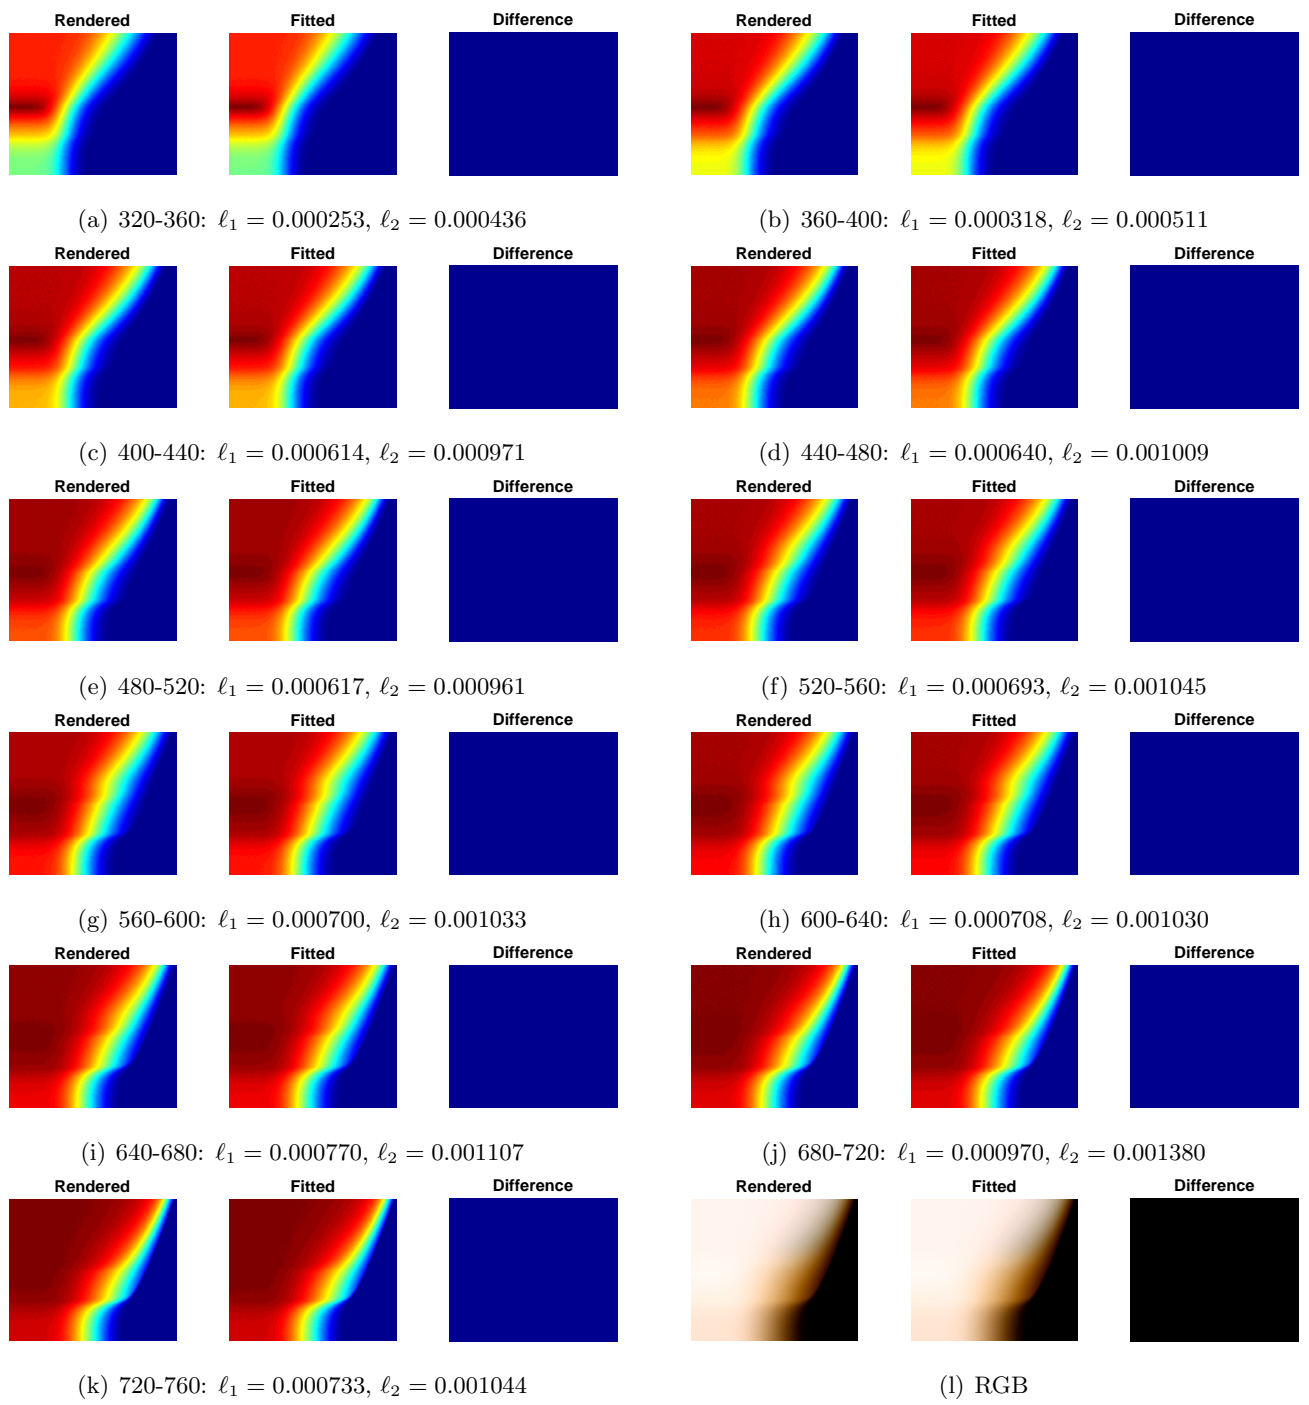 Rendered Fitted Difference Rendered Fitted Difference
(a) 320-360: ℓ₁ = 0.000253, ℓ₂ = 0.000436 (b) 360-400: ℓ₁ = 0.000318, ℓ₂ = 0.000511
Rendered Fitted Difference Rendered Fitted Difference
(c) 400-440: ℓ₁ = 0.000614, ℓ₂ = 0.000971 (d) 440-480: ℓ₁ = 0.000640, ℓ₂ = 0.001009
Rendered Fitted Difference Rendered Fitted Difference
(e) 480-520: ℓ₁ = 0.000617, ℓ₂ = 0.000961 (f) 520-560: ℓ₁ = 0.000693, ℓ₂ = 0.001045
Rendered Fitted Difference Rendered Fitted Difference
(g) 560-600: ℓ₁ = 0.000700, ℓ₂ = 0.001033 (h) 600-640: ℓ₁ = 0.000708, ℓ₂ = 0.001030
Rendered Fitted Difference Rendered Fitted Difference
(i) 640-680: ℓ₁ = 0.000770, ℓ₂ = 0.001107 (j) 680-720: ℓ₁ = 0.000970, ℓ₂ = 0.001380
Rendered Fitted Difference Rendered Fitted Difference
(k) 720-760: ℓ₁ = 0.000733, ℓ₂ = 0.001044 (l) RGB